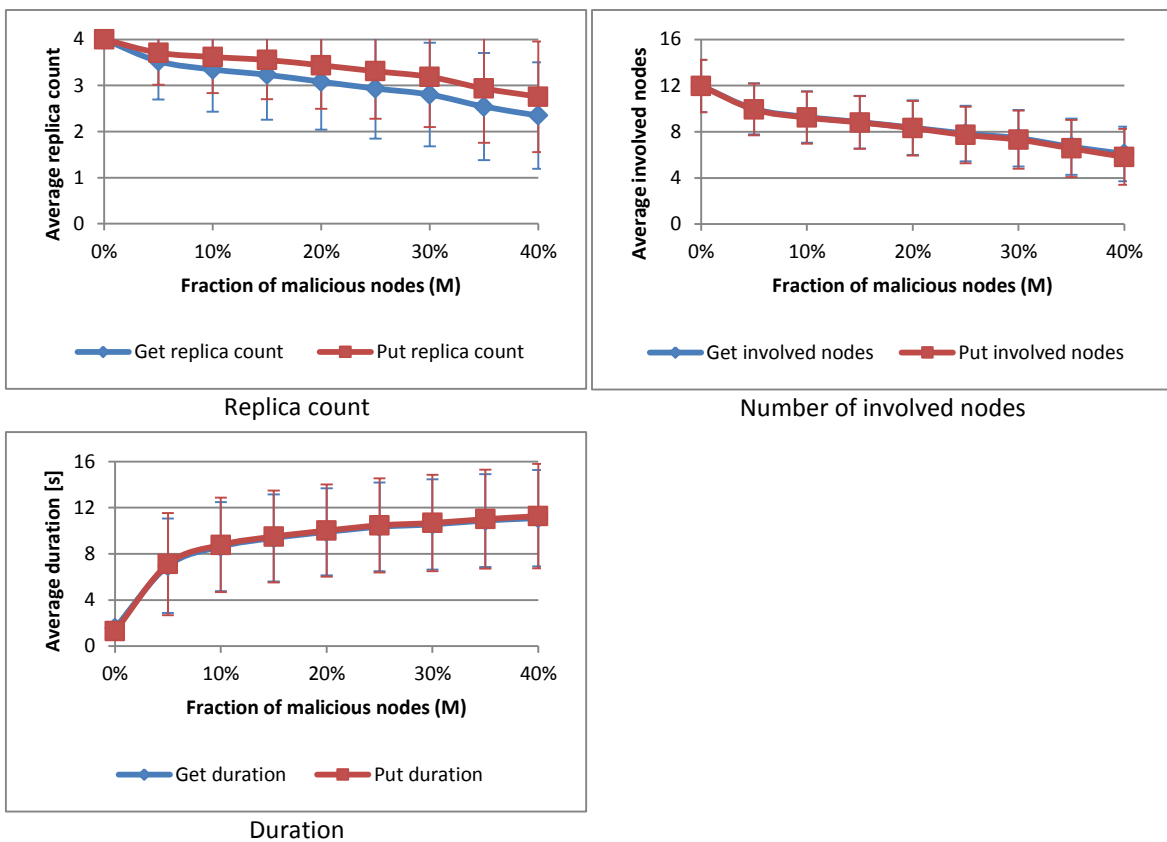 Average replica count
4
3
2
1
0
0% 10% 20% 30% 40%
Fraction of malicious nodes (M)
Get replica count Put replica count
Replica count
Average involved nodes
16
12
8
4
0
0% 10% 20% 30% 40%
Fraction of malicious nodes (M)
Get involved nodes Put involved nodes
Number of involved nodes
Average duration [s]
16
12
8
4
0
0% 10% 20% 30% 40%
Fraction of malicious nodes (M)
Get duration Put duration
Duration